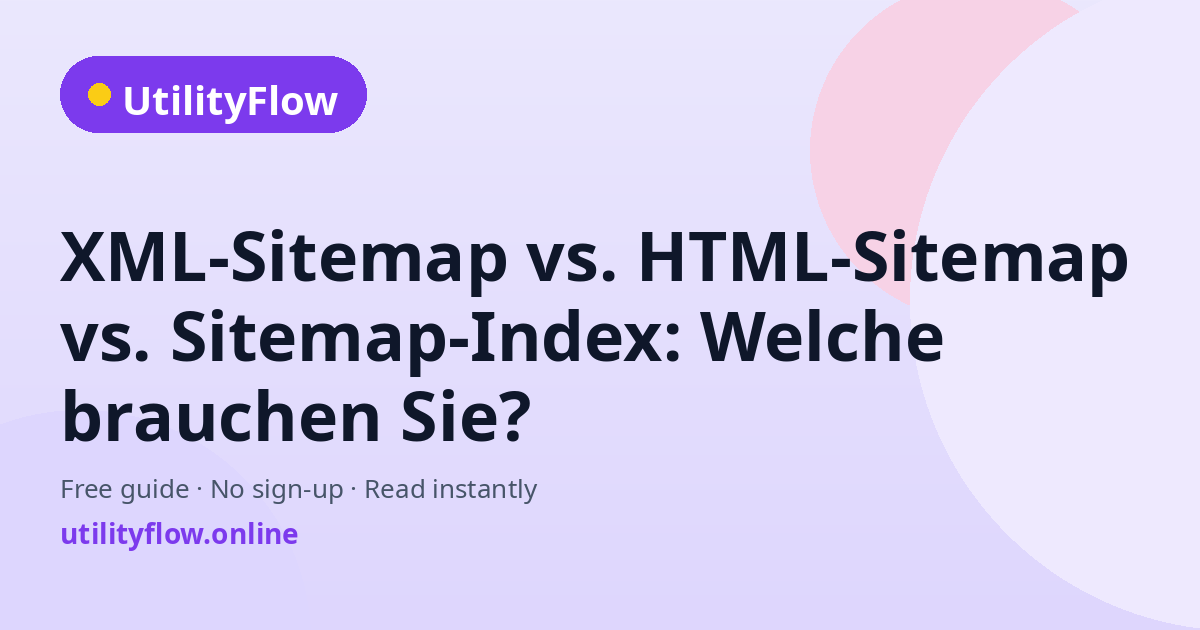 UtilityFlow
XML-Sitemap vs. HTML-Sitemap
vs. Sitemap-Index: Welche
brauchen Sie?
Free guide · No sign-up · Read instantly
utilityflow.online